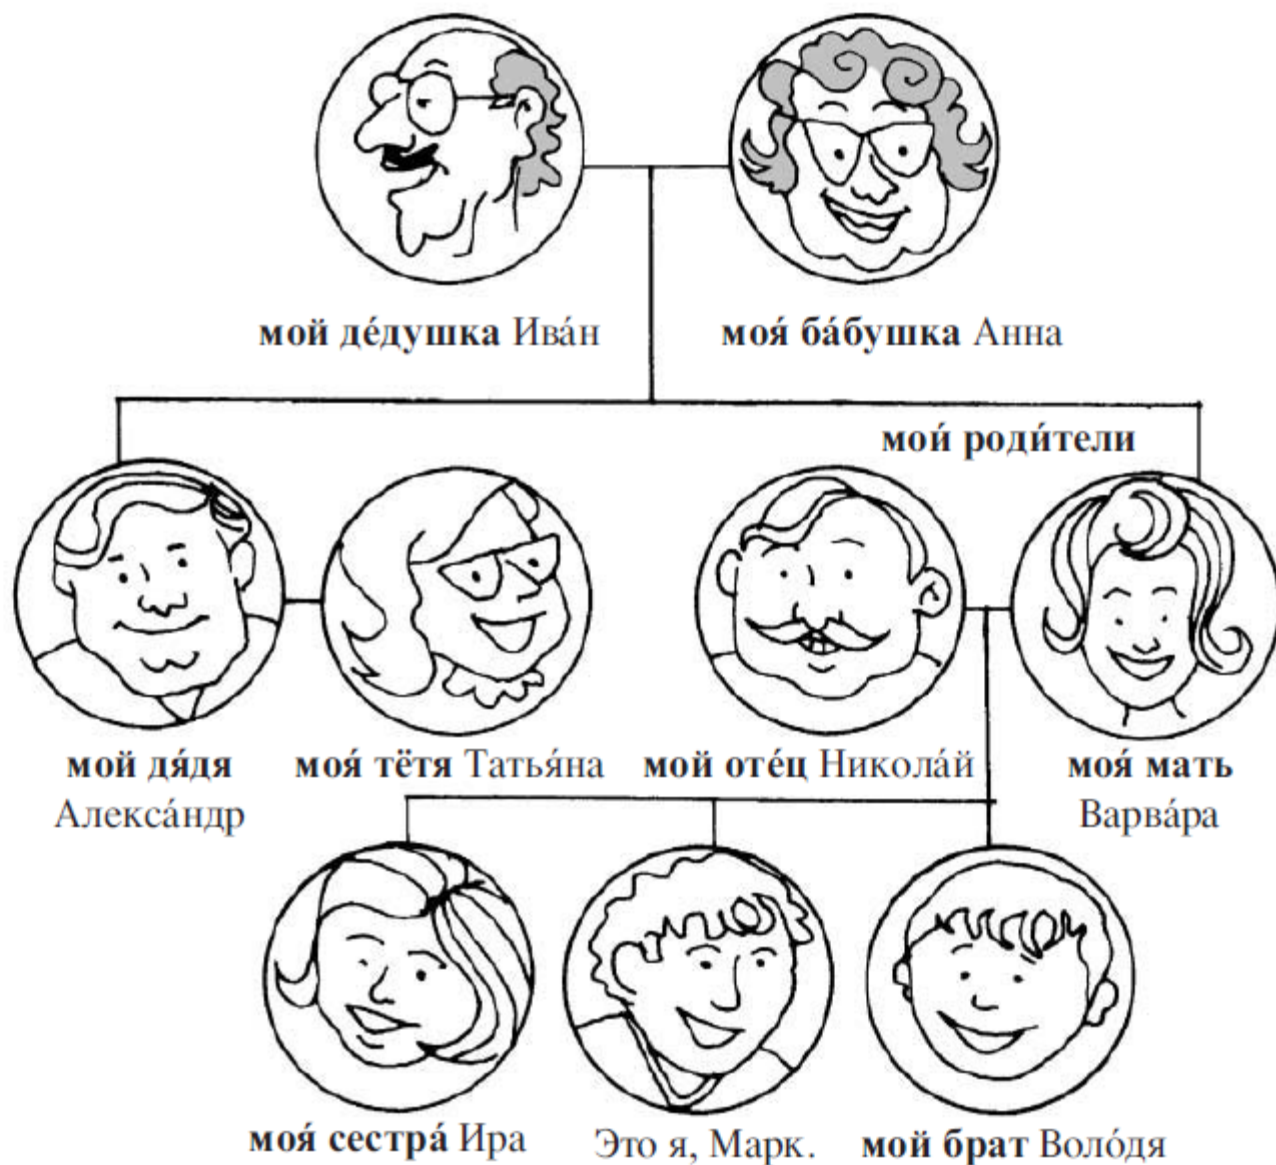 мой де́душка Ива́н
моя́ ба́бушка Анна
мои́ роди́тели
мой дя́дя
Алекса́ндр
моя́ тётя Татья́на
мой оте́ц Никола́й
моя́ мать
Варва́ра
моя́ сестра́ Ира
Это я, Марк.
мой брат Воло́дя